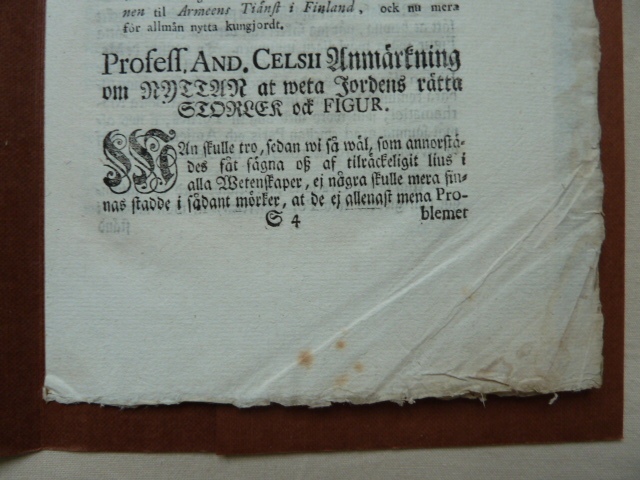 nen til Armeens Tiänst i Finland, ock nu mera
för allmän nytta kungjordt.
Profess. AND. CELSII Anmärkning
om NYTTAN at weta Jordens rätta
STORLEK ock FIGUR.
MAn skulle tro, sedan wi så wäl, som annorstä-
des fåt fägna oß af tilräckeligit lius i
alla Wetenskaper, ej några skulle mera fin-
nas stadde i sådant mörker, at de ej allenast mena Pro-
S 4 blemet